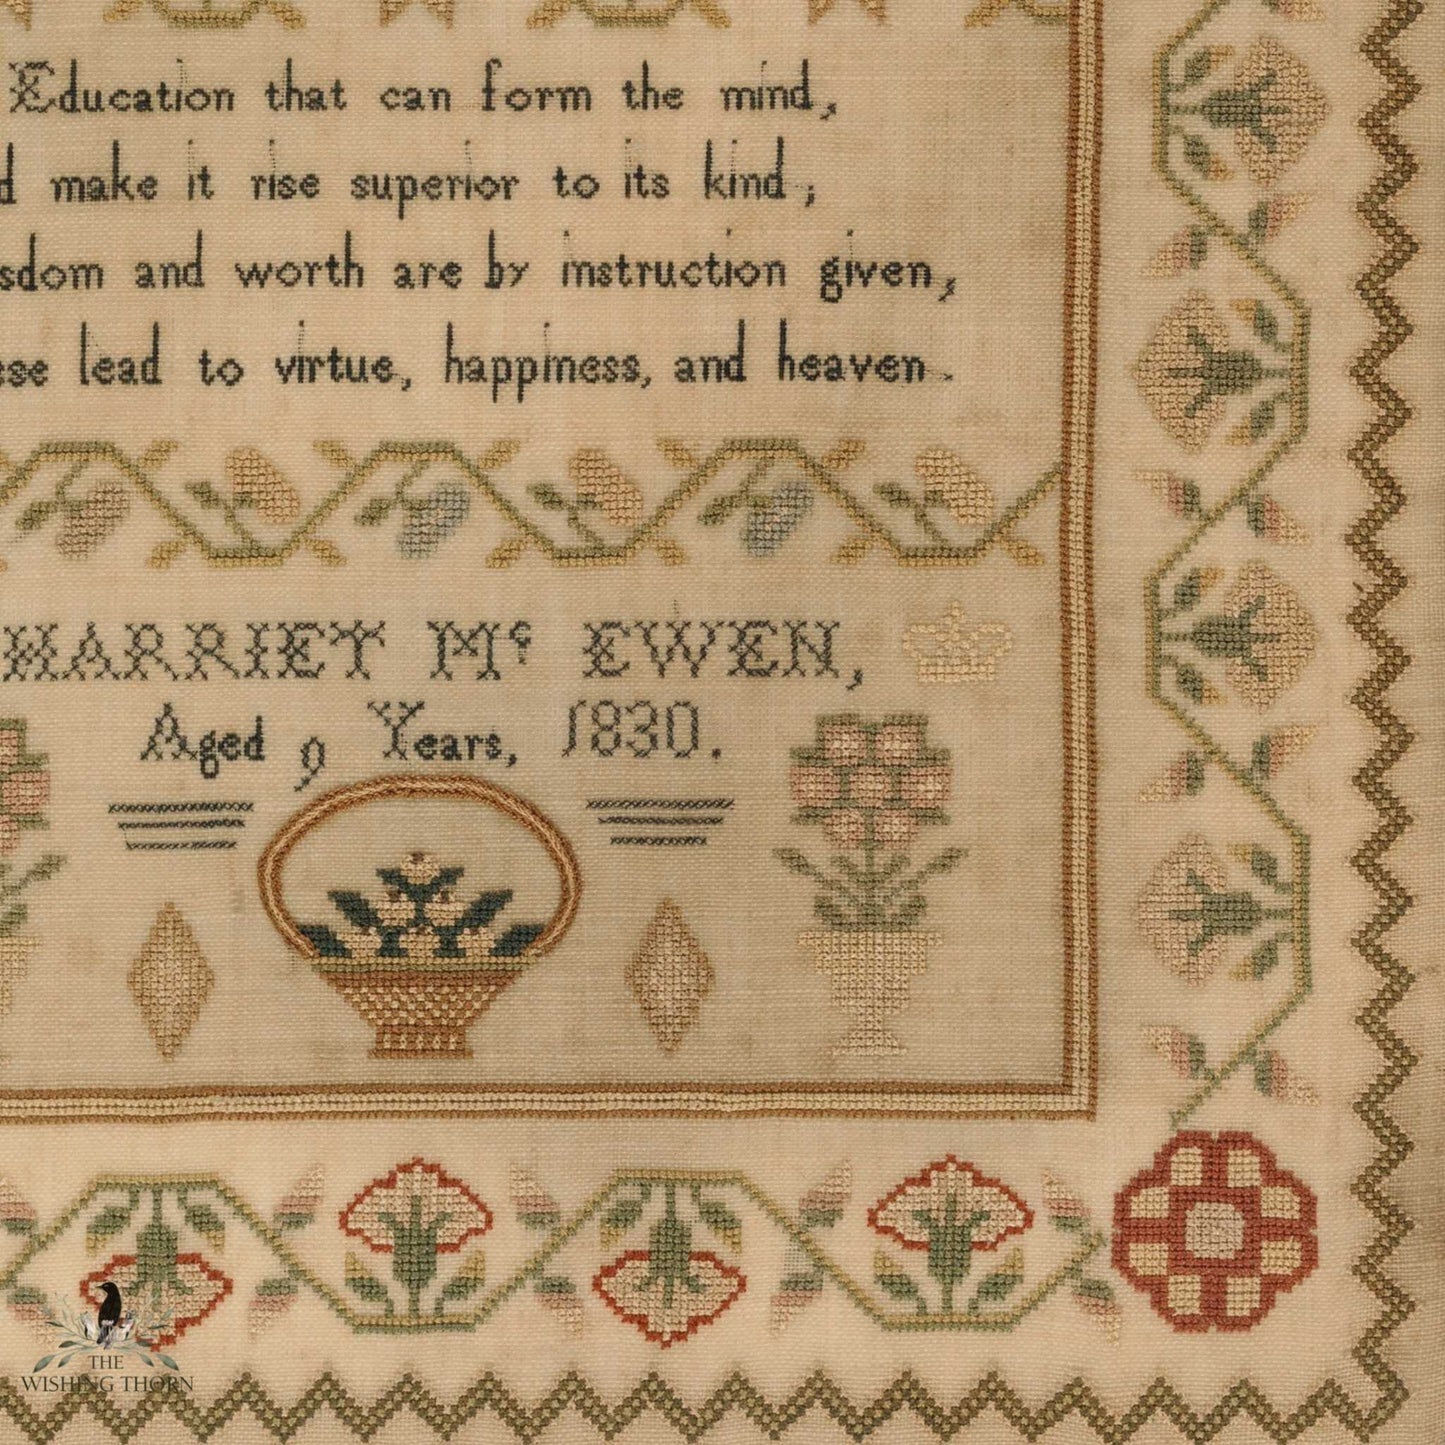 Education that can form the mind,
d make it rise superior to its kind;
sdom and worth are by instruction given,
ese lead to virtue, happiness, and heaven.
HARRIET Mc EWEN,
Aged 9 Years, 1830.
THE
WISHING THORN